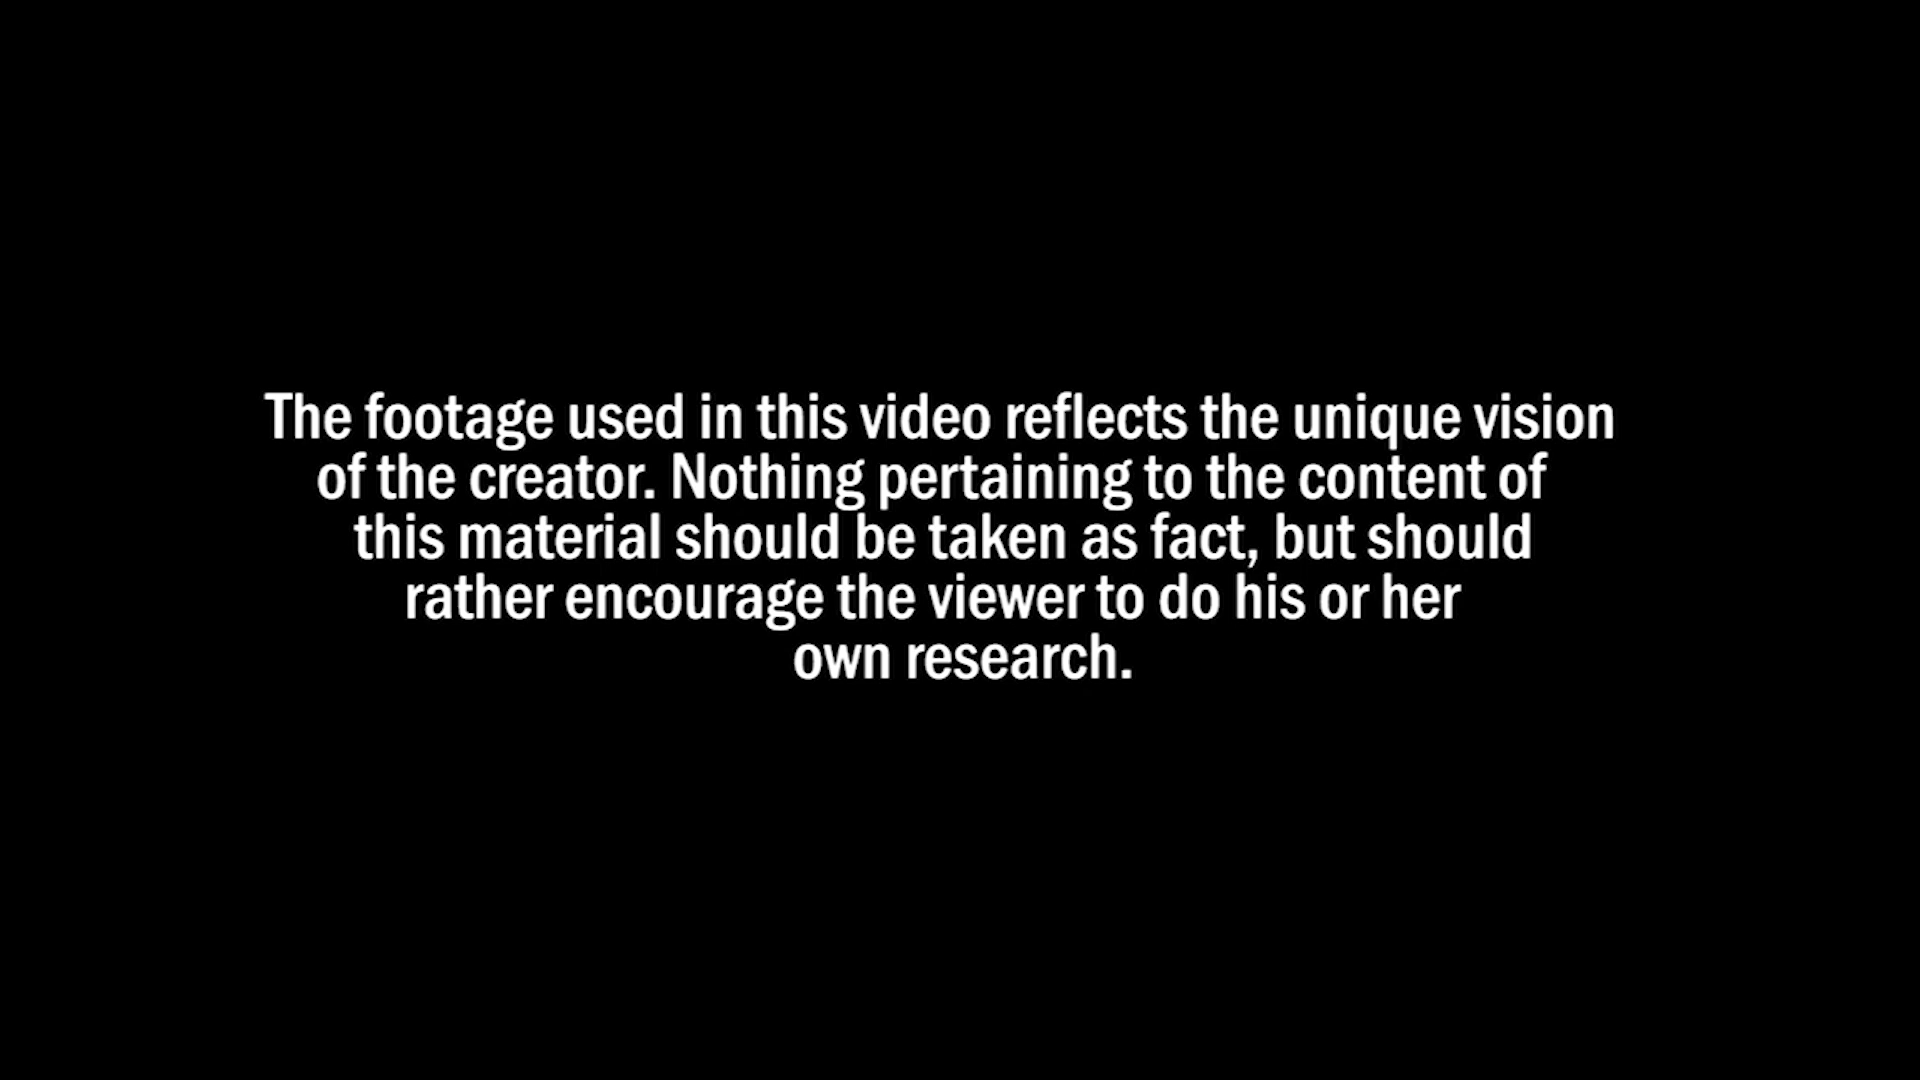 The footage used in this video reflects the unique vision
of the creator. Nothing pertaining to the content of
this material should be taken as fact, but should
rather encourage the viewer to do his or her
own research.